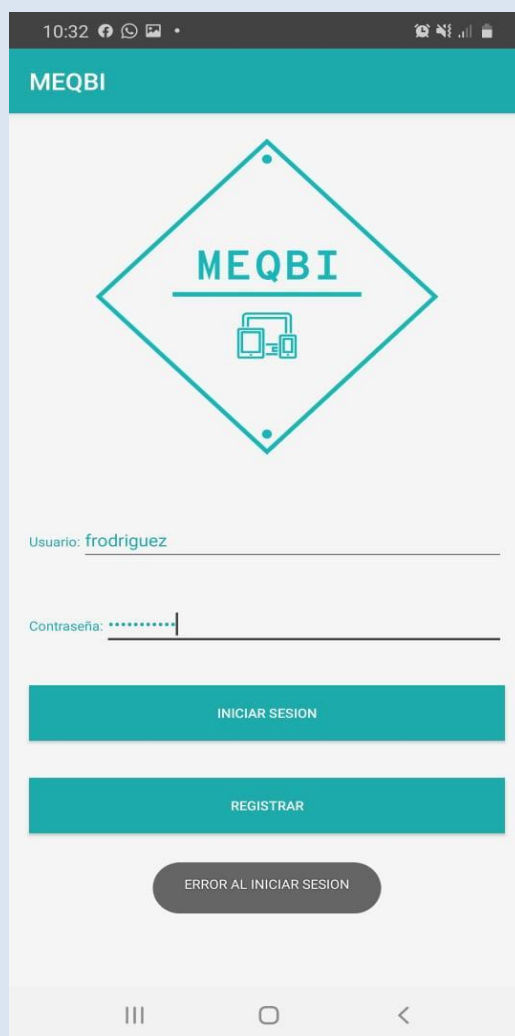 10:32
MEQBI
MEQBI
Usuario: frodriguez
Contraseña: •••••••••••
INICIAR SESION
REGISTRAR
ERROR AL INICIAR SESION